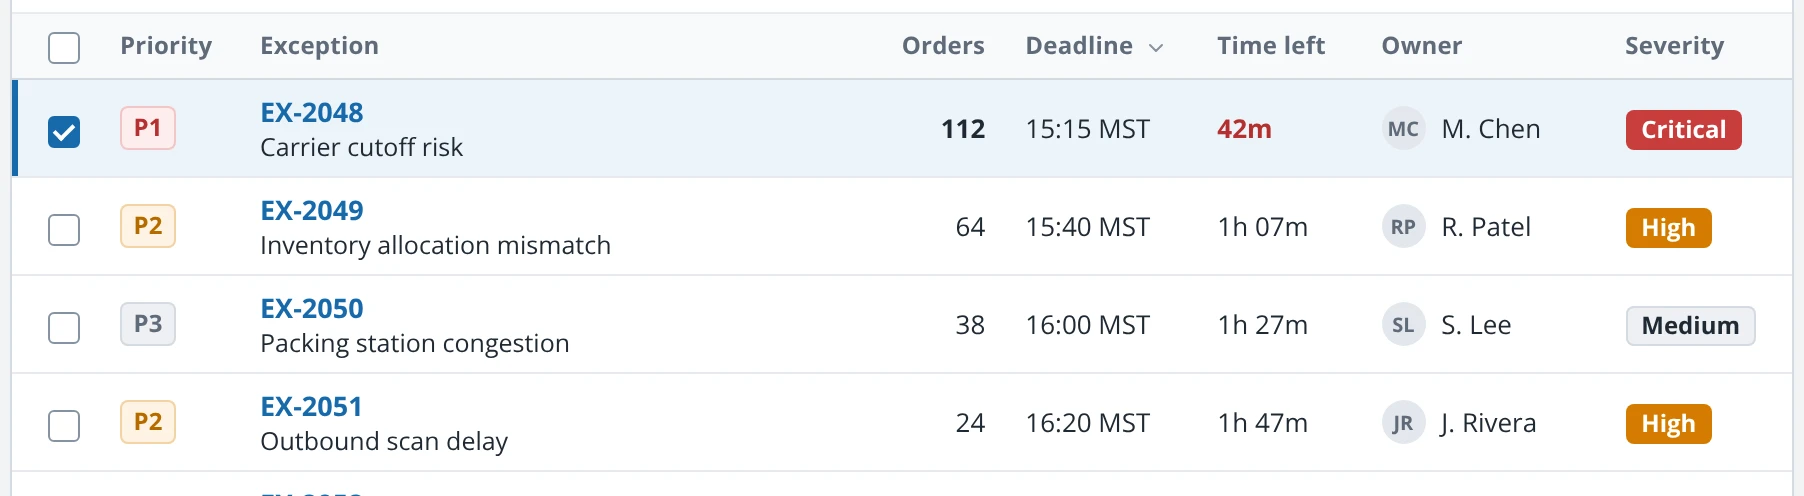 Priority Exception Orders Deadline Time left Owner Severity
P1 EX-2048 112 15:15 MST 42m MC M. Chen Critical
Carrier cutoff risk
P2 EX-2049 64 15:40 MST 1h 07m RP R. Patel High
Inventory allocation mismatch
P3 EX-2050 38 16:00 MST 1h 27m SL S. Lee Medium
Packing station congestion
P2 EX-2051 24 16:20 MST 1h 47m JR J. Rivera High
Outbound scan delay